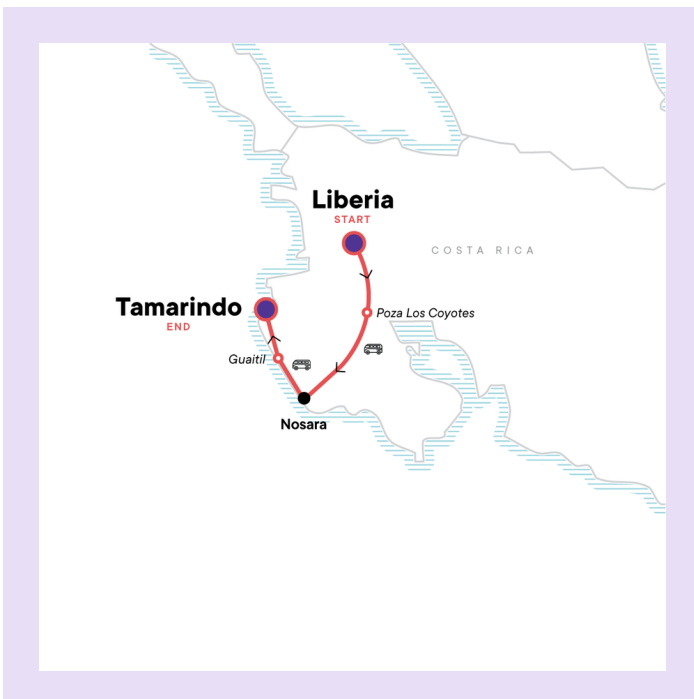 Liberia
START
COSTA RICA
Tamarindo
END
Poza Los Coyotes
Guaitil
Nosara